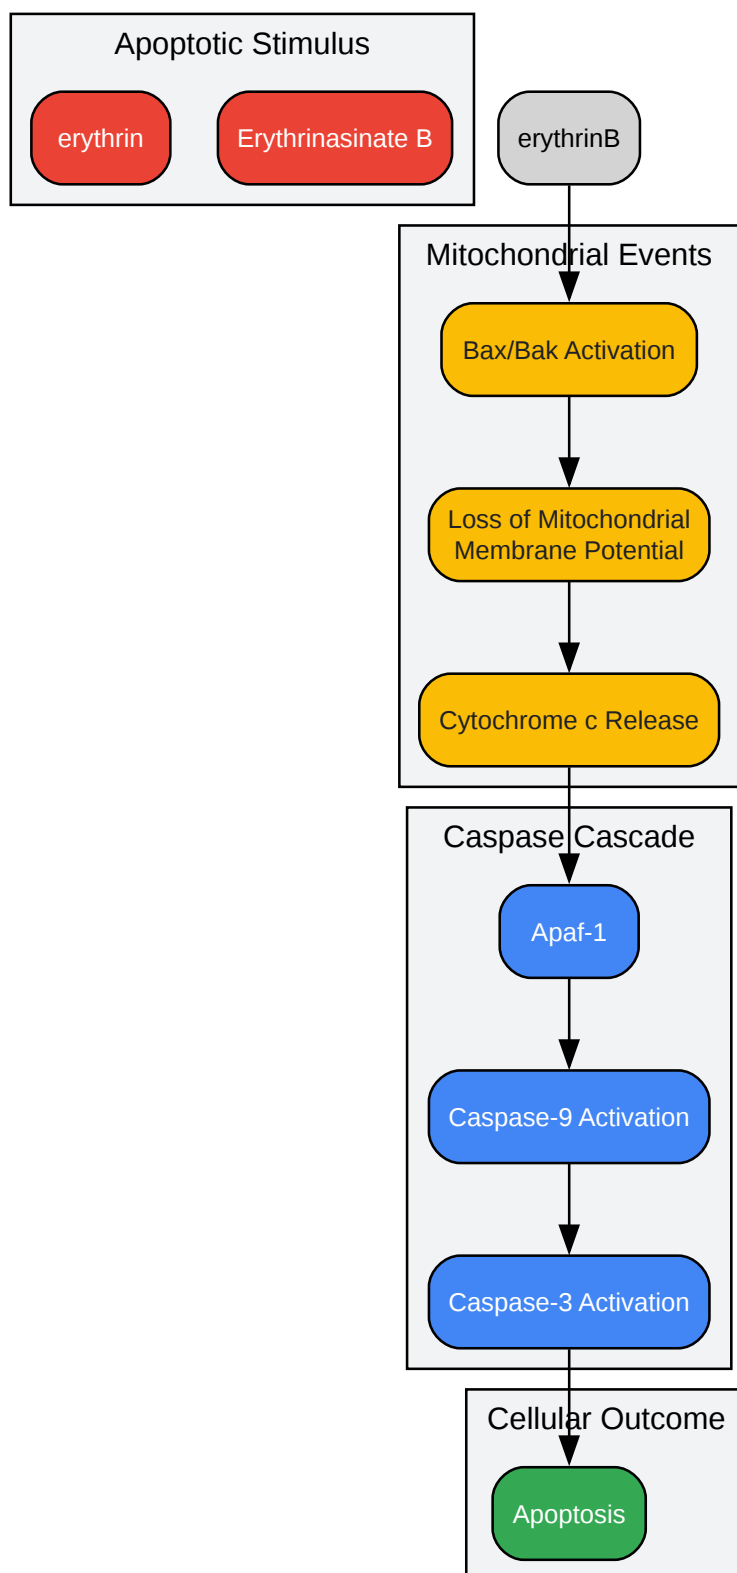 Apoptotic Stimulus
erythrin
Erythrinasinate B
erythrinB
Mitochondrial Events
Bax/Bak Activation
Loss of Mitochondrial
Membrane Potential
Cytochrome c Release
Caspase Cascade
Apaf-1
Caspase-9 Activation
Caspase-3 Activation
Cellular Outcome
Apoptosis